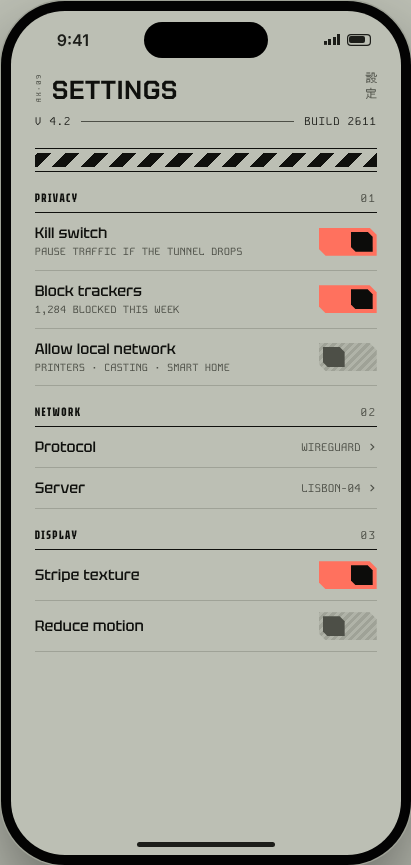 9:41
RK-03
SETTINGS
設定
V 4.2
BUILD 2611
PRIVACY
01
Kill switch
PAUSE TRAFFIC IF THE TUNNEL DROPS
Block trackers
1,284 BLOCKED THIS WEEK
Allow local network
PRINTERS · CASTING · SMART HOME
NETWORK
02
Protocol
WIREGUARD >
Server
LISBON-04 >
DISPLAY
03
Stripe texture
Reduce motion